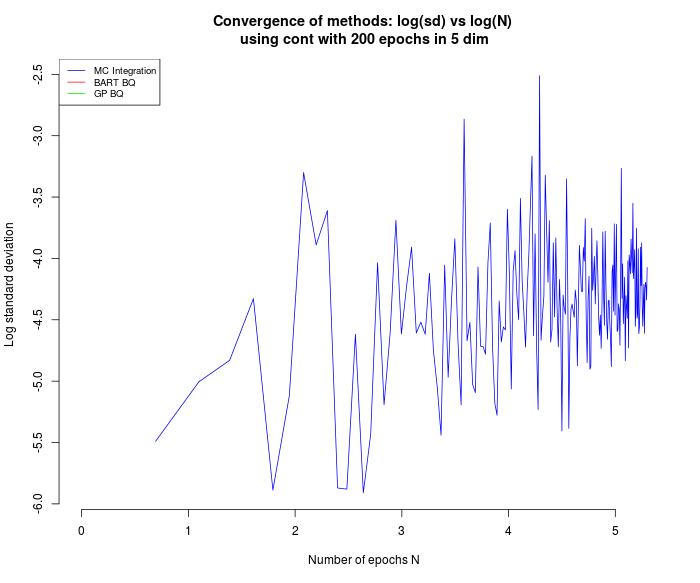 Convergence of methods: log(sd) vs log(N)
using cont with 200 epochs in 5 dim
MC Integration
BART BQ
GP BQ
Log standard deviation
-2.5
-3.0
-3.5
-4.0
-4.5
-5.0
-5.5
-6.0
0 1 2 3 4 5
Number of epochs N